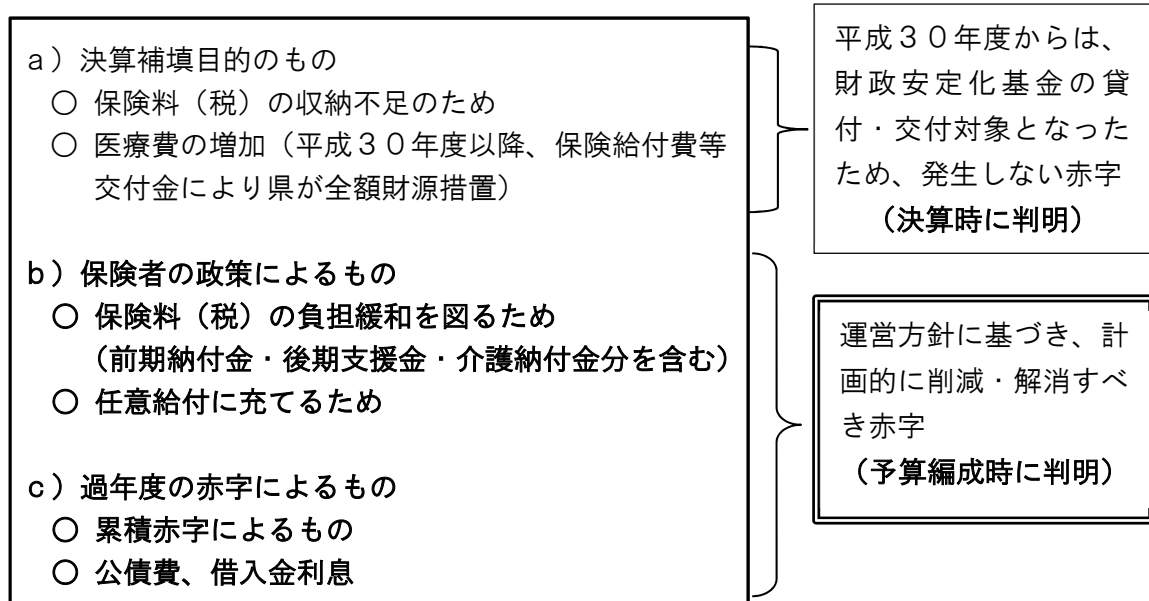 a）決算補填目的のもの
○ 保険料（税）の収納不足のため
○ 医療費の増加（平成３０年度以降、保険給付費等
交付金により県が全額財源措置）
b）保険者の政策によるもの
○ 保険料（税）の負担緩和を図るため
（前期納付金・後期支援金・介護納付金分を含む）
○ 任意給付に充てるため
c）過年度の赤字によるもの
○ 累積赤字によるもの
○ 公債費、借入金利息
平成３０年度からは、
財政安定化基金の貸
付・交付対象となった
ため、発生しない赤字
（決算時に判明）
運営方針に基づき、計
画的に削減・解消すべ
き赤字
（予算編成時に判明）